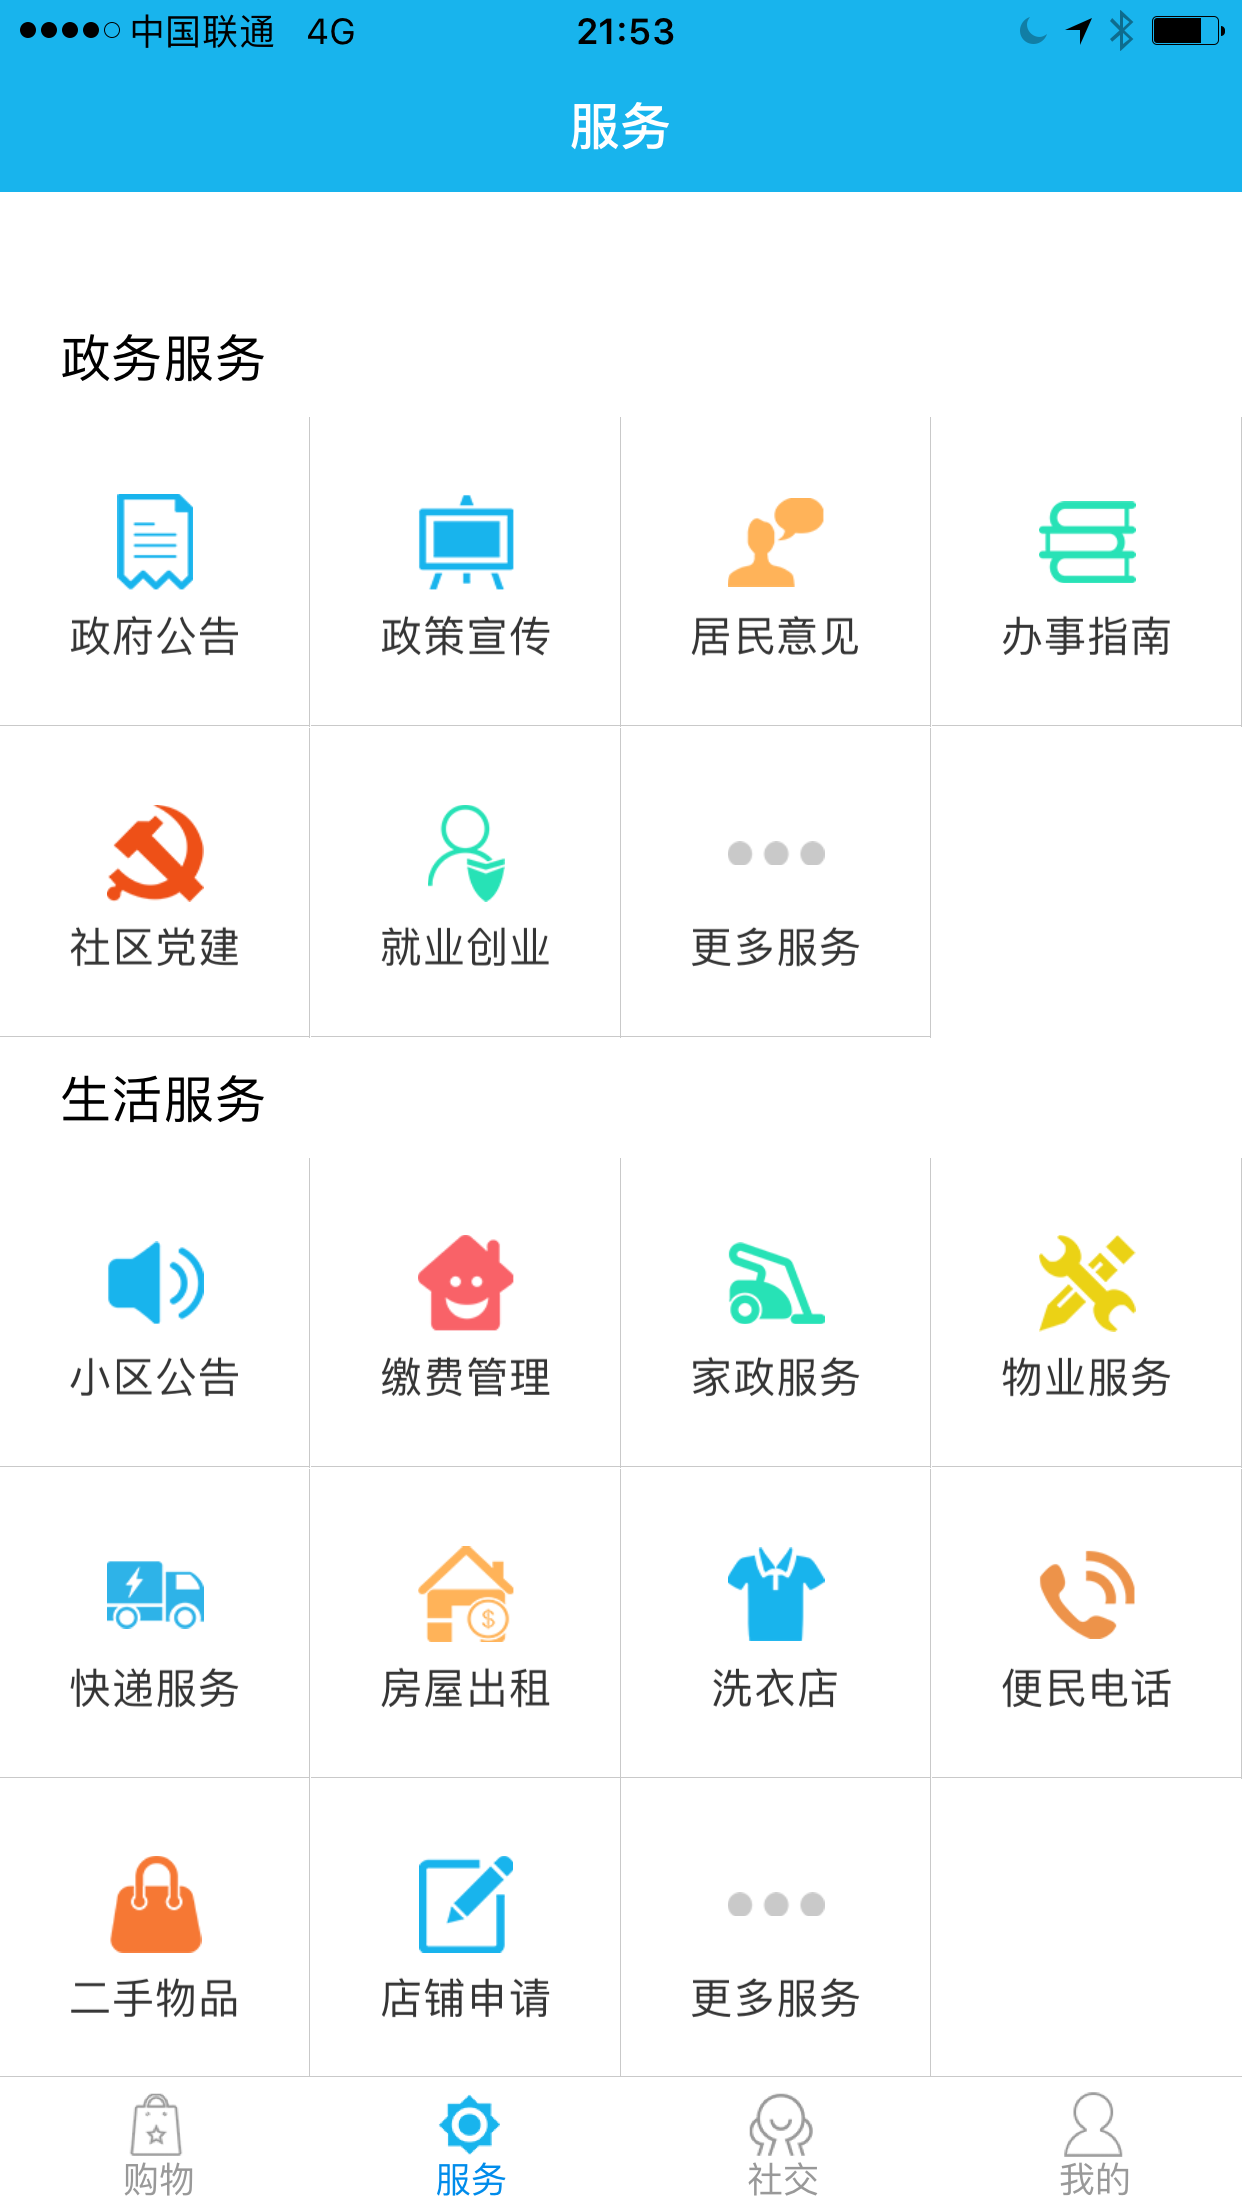 中国联通 4G 21:53
服务
政务服务
政府公告 政策宣传 居民意见 办事指南
社区党建 就业创业 更多服务
生活服务
小区公告 缴费管理 家政服务 物业服务
快递服务 房屋出租 洗衣店 便民电话
二手物品 店铺申请 更多服务
购物 服务 社交 我的